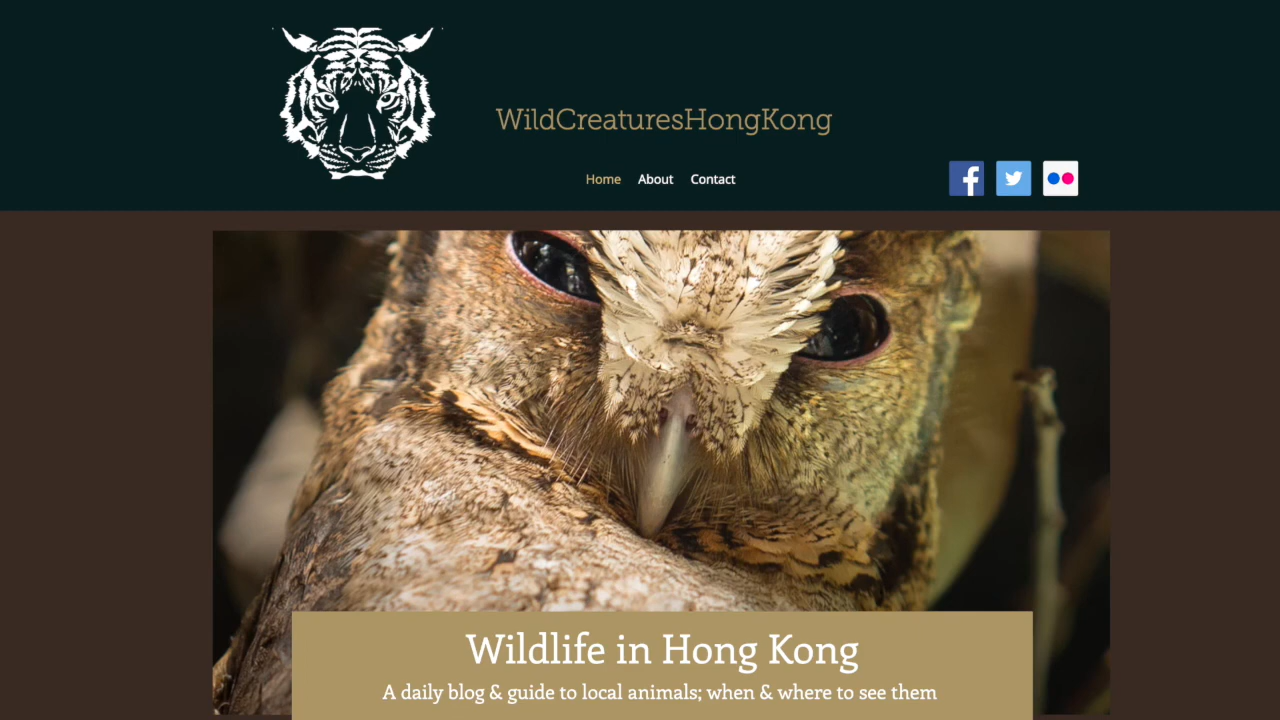 WildCreaturesHongKong
Home About Contact
Wildlife in Hong Kong
A daily blog & guide to local animals; when & where to see them